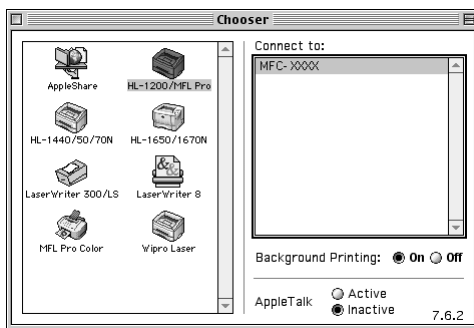 Chooser
AppleShare
HL-1200/MFL Pro
HL-1440/50/70N
HL-1650/1670N
LaserWriter 300/LS
LaserWriter 8
MFL Pro Color
Wipro Laser
Connect to:
MFC- XXXX
Background Printing: On Off
AppleTalk
Active
Inactive
7.6.2